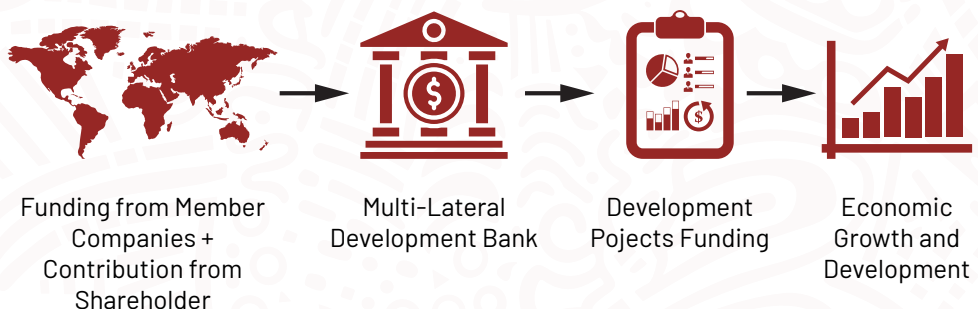 Funding from Member
Companies +
Contribution from
Shareholder
Multi-Lateral
Development Bank
Development
Pojects Funding
Economic
Growth and
Development
$
$